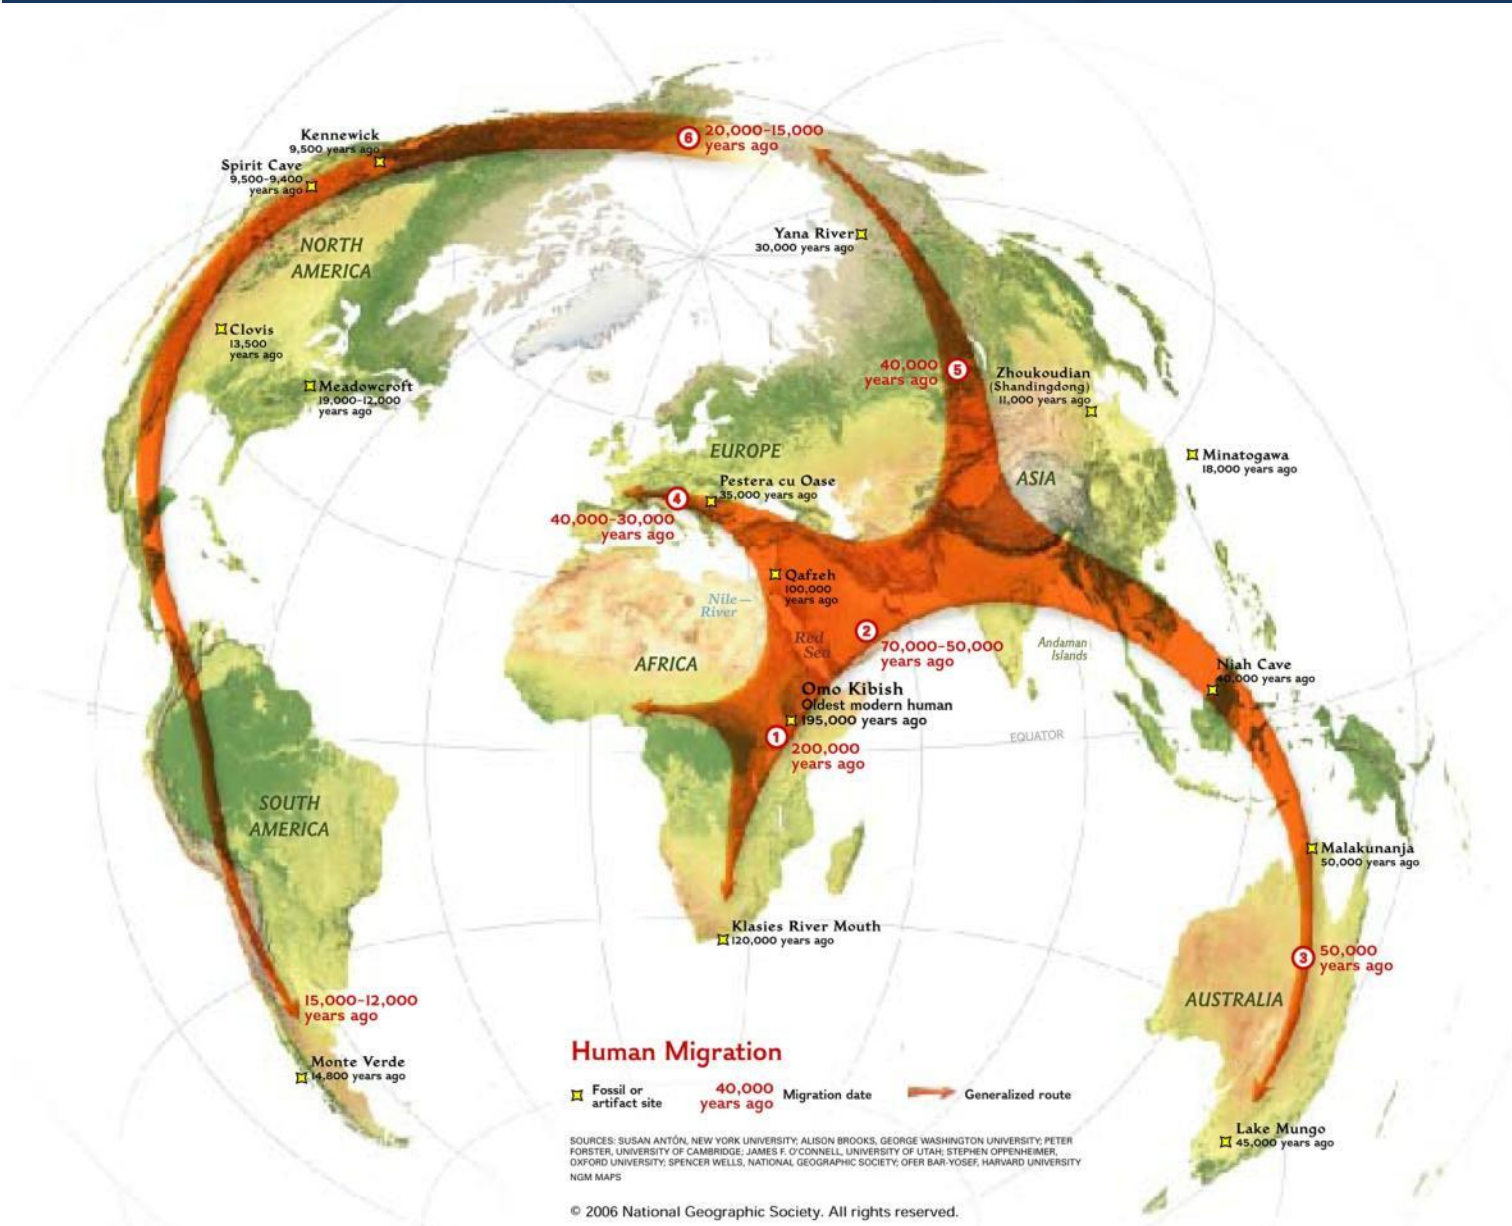 6
20,000-15,000
years ago
Kennewick
9,500 years ago
Spirit Cave
9,500-9,400
years ago
Yana River
30,000 years ago
NORTH
AMERICA
Clovis
13,500
years ago
Meadowcroft
19,000-12,000
years ago
40,000
years ago
5
Zhoukoudian
(Shandingdong)
11,000 years ago
EUROPE
Minatogawa
18,000 years ago
ASIA
Pestera cu Oase
35,000 years ago
4
40,000-30,000
years ago
Qafzeh
100,000
years ago
Nile
River
Red
Sea
2
70,000-50,000
years ago
Andaman
Islands
AFRICA
Niah Cave
40,000 years ago
Omo Kibish
Oldest modern human
195,000 years ago
1
200,000
years ago
EQUATOR
SOUTH
AMERICA
Malakunanja
50,000 years ago
Klasies River Mouth
120,000 years ago
3
50,000
years ago
AUSTRALIA
15,000-12,000
years ago
Monte Verde
14,800 years ago
Human Migration
Fossil or
artifact site
40,000
years ago
Migration date
Generalized route
Lake Mungo
45,000 years ago
SOURCES: SUSAN ANTÓN, NEW YORK UNIVERSITY; ALISON BROOKS, GEORGE WASHINGTON UNIVERSITY; PETER
FORSTER, UNIVERSITY OF CAMBRIDGE; JAMES F. O'CONNELL, UNIVERSITY OF UTAH; STEPHEN OPPENHEIMER,
OXFORD UNIVERSITY; SPENCER WELLS, NATIONAL GEOGRAPHIC SOCIETY; OFER BAR-YOSEF, HARVARD UNIVERSITY
NGM MAPS
© 2006 National Geographic Society. All rights reserved.